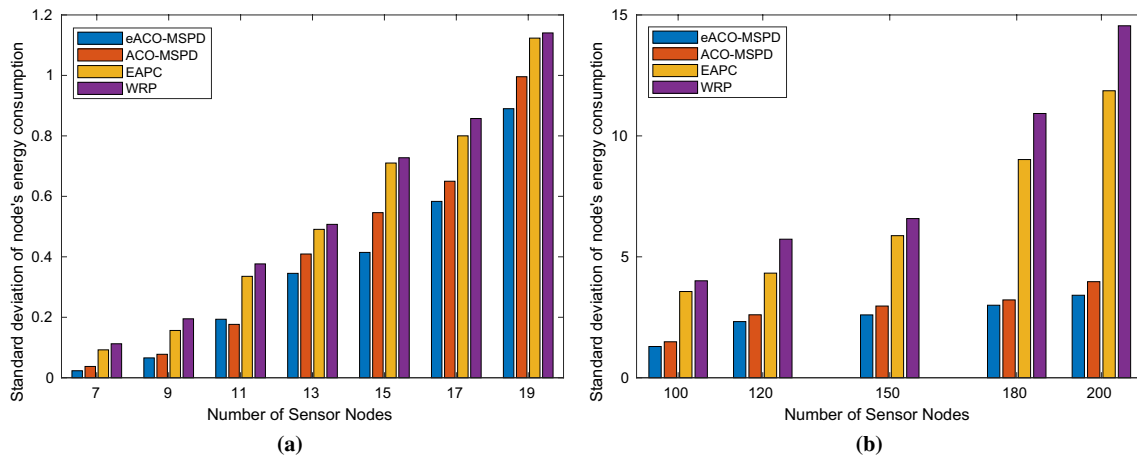 1.2
1
0.8
0.6
0.4
0.2
0
Standard deviation of node's energy consumption
eACO-MSPD
ACO-MSPD
EAPC
WRP
7 9 11 13 15 17 19
Number of Sensor Nodes
(a)
15
10
5
0
Standard deviation of node's energy consumption
eACO-MSPD
ACO-MSPD
EAPC
WRP
100 120 150 180 200
Number of Sensor Nodes
(b)